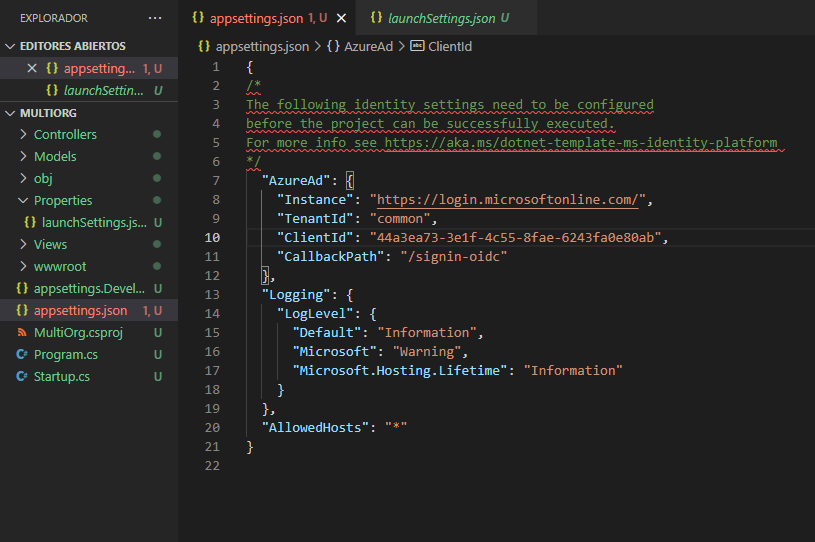 EXPLORADOR ...
EDITORES ABIERTOS
appsetting... 1, U
launchSettin... U
MULTIORG
Controllers
Models
obj
Properties
launchSettings.js... U
Views
wwwroot
appsettings.Devel... U
appsettings.json 1, U
MultiOrg.csproj U
Program.cs U
Startup.cs U
appsettings.json 1, U
launchSettings.json U
appsettings.json > {} AzureAd > ClientId
1 {
2 /*
3 The following identity settings need to be configured
4 before the project can be successfully executed.
5 For more info see https://aka.ms/dotnet-template-ms-identity-platform
6 */
7 "AzureAd": {
8 "Instance": "https://login.microsoftonline.com/",
9 "TenantId": "common",
10 "ClientId": "44a3ea73-3e1f-4c55-8fae-6243fa0e80ab",
11 "CallbackPath": "/signin-oidc"
12 },
13 "Logging": {
14 "LogLevel": {
15 "Default": "Information",
16 "Microsoft": "Warning",
17 "Microsoft.Hosting.Lifetime": "Information"
18 }
19 },
20 "AllowedHosts": "*"
21 }
22